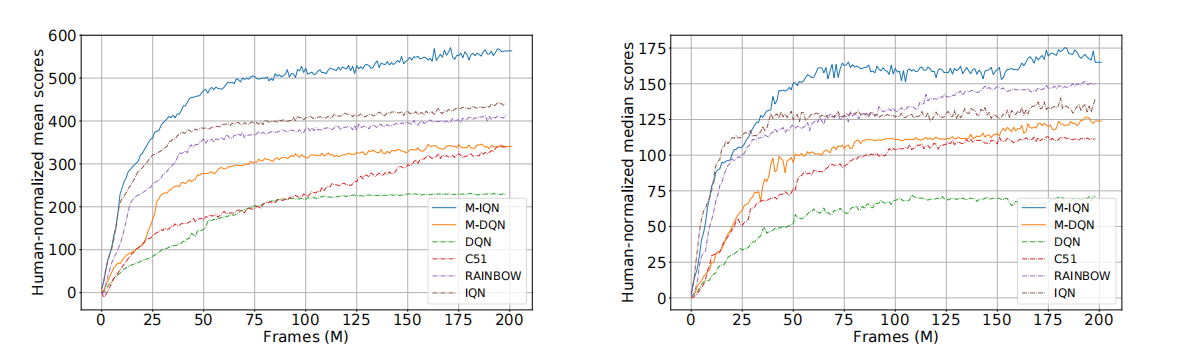 Human-normalized mean scores
600
500
400
300
200
100
0
0 25 50 75 100 125 150 175 200
Frames (M)
M-IQN
M-DQN
DQN
C51
RAINBOW
IQN
Human-normalized median scores
175
150
125
100
75
50
25
0
0 25 50 75 100 125 150 175 200
Frames (M)
M-IQN
M-DQN
DQN
C51
RAINBOW
IQN